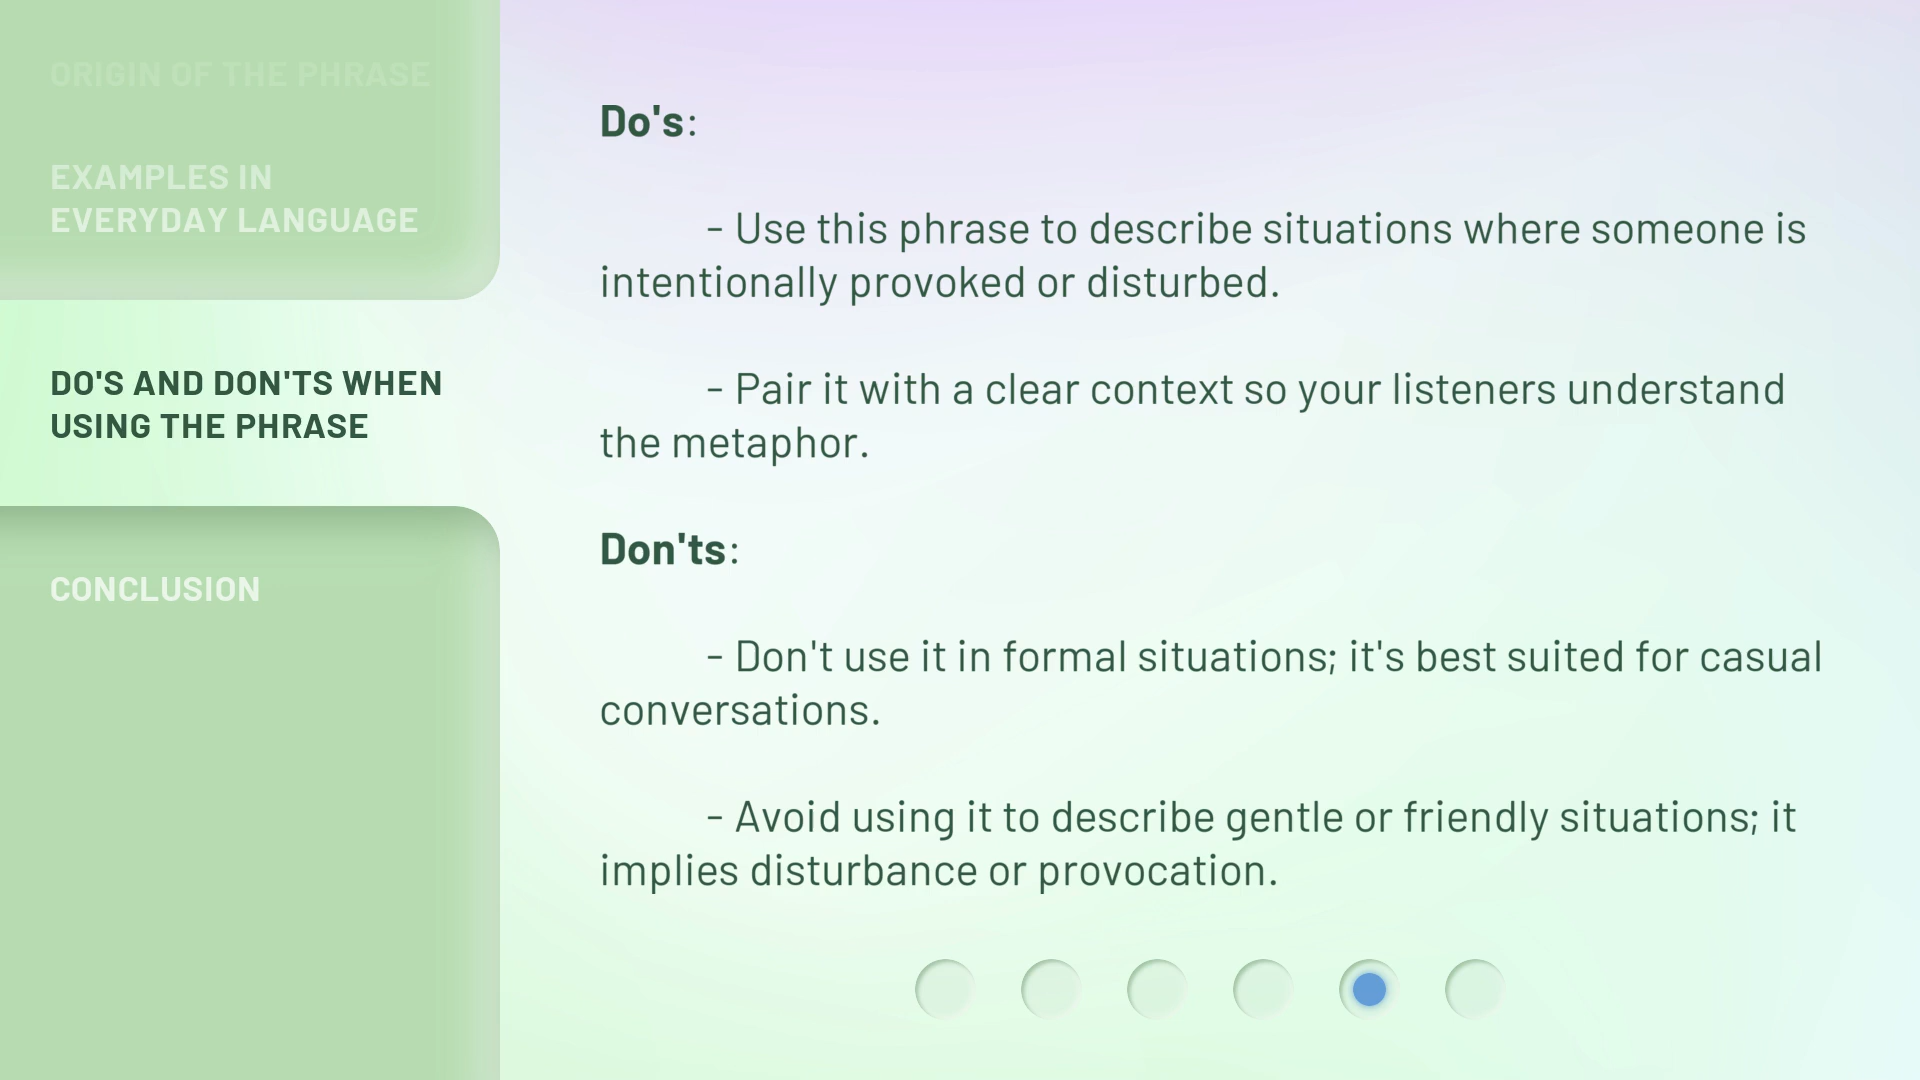 ORIGIN OF THE PHRASE
EXAMPLES IN
EVERYDAY LANGUAGE
DO'S AND DON'TS WHEN
USING THE PHRASE
CONCLUSION
Do's:
- Use this phrase to describe situations where someone is
intentionally provoked or disturbed.
- Pair it with a clear context so your listeners understand
the metaphor.
Don'ts:
- Don't use it in formal situations; it's best suited for casual
conversations.
- Avoid using it to describe gentle or friendly situations; it
implies disturbance or provocation.